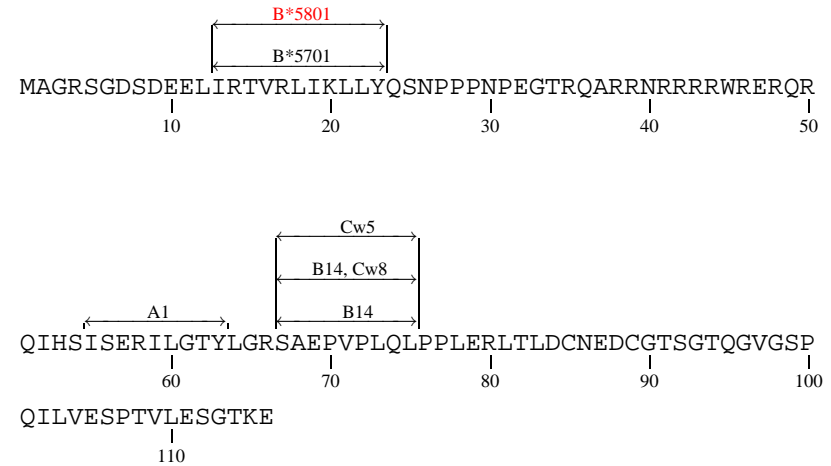 B*5801
B*5701
MAGRSGDSDEELIRTVRLIKLLYQSNPPPNPEGTRQARRNRRRRWRERQR
10 20 30 40 50
Cw5
B14, Cw8
A1 B14
QIHSISERILGTYLGRSAEPVPLQLPPLERLTLDCNEDCGTSGTQGVGSP
60 70 80 90 100
QILVESPTVLESGTKE
110